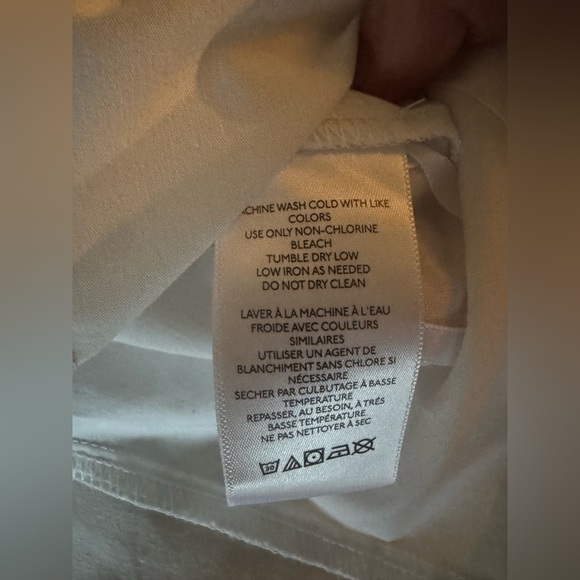 MACHINE WASH COLD WITH LIKE
COLORS
USE ONLY NON-CHLORINE
BLEACH
TUMBLE DRY LOW
LOW IRON AS NEEDED
DO NOT DRY CLEAN
LAVER À LA MACHINE À L'EAU
FROIDE AVEC COULEURS
SIMILAIRES
UTILISER UN AGENT DE
BLANCHIMENT SANS CHLORE SI
NÉCESSAIRE
SECHER PAR CULBUTAGE À BASSE
TEMPERATURE
REPASSER, AU BESOIN, À TRÉS
BASSE TEMPÉRATURE
NE PAS NETTOYER À SEC
30